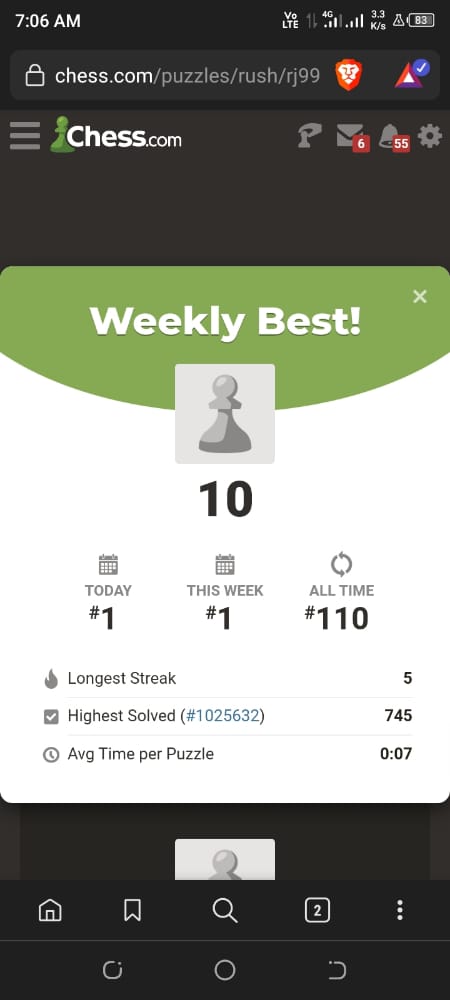 7:06 AM
Vo LTE
4G
3.3 K/s
83
chess.com/puzzles/rush/rj99
Chess.com
6
55
Weekly Best!
×
10
TODAY
THIS WEEK
ALL TIME
#1
#1
#110
Longest Streak 5
Highest Solved (#1025632) 745
Avg Time per Puzzle 0:07
2